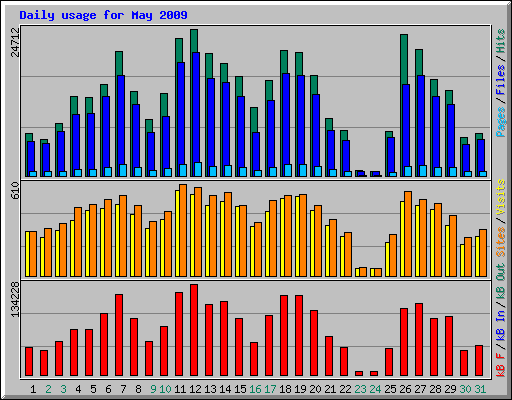 Daily usage for May 2009
24712
Pages / Files / Hits
610
Sites / Visits
134228
kB F / kB In / kB Out
1 2 3 4 5 6 7 8 9 10 11 12 13 14 15 16 17 18 19 20 21 22 23 24 25 26 27 28 29 30 31